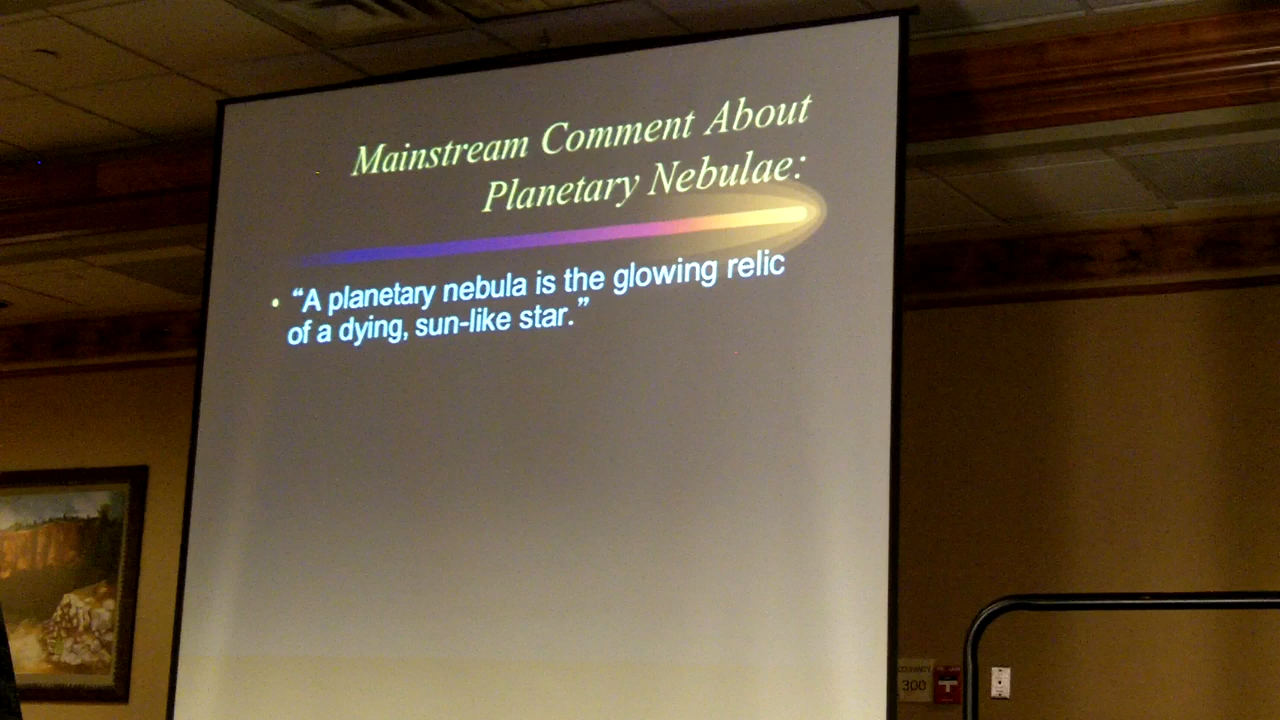 Mainstream Comment About
Planetary Nebulae:
• “A planetary nebula is the glowing relic
of a dying, sun-like star.”
300